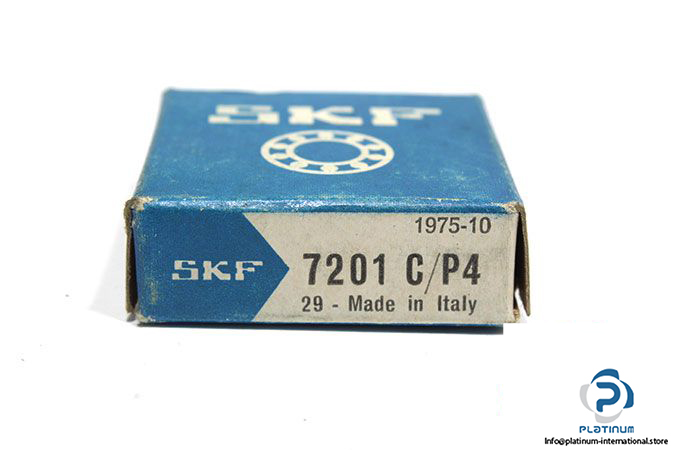 SKF
1975-10
SKF
7201 C/P4
29 - Made in Italy
P
PLATINUM
Info@platinum-international.store